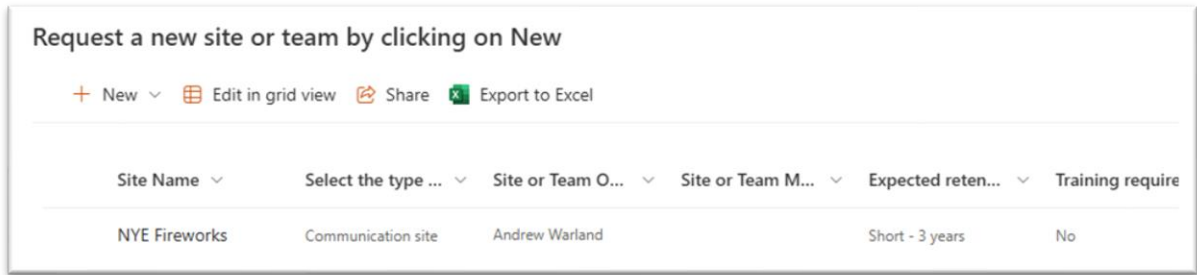 Request a new site or team by clicking on New
+ New Edit in grid view Share Export to Excel
Site Name Select the type ... Site or Team O... Site or Team M... Expected reten... Training require
NYE Fireworks Communication site Andrew Warland Short - 3 years No